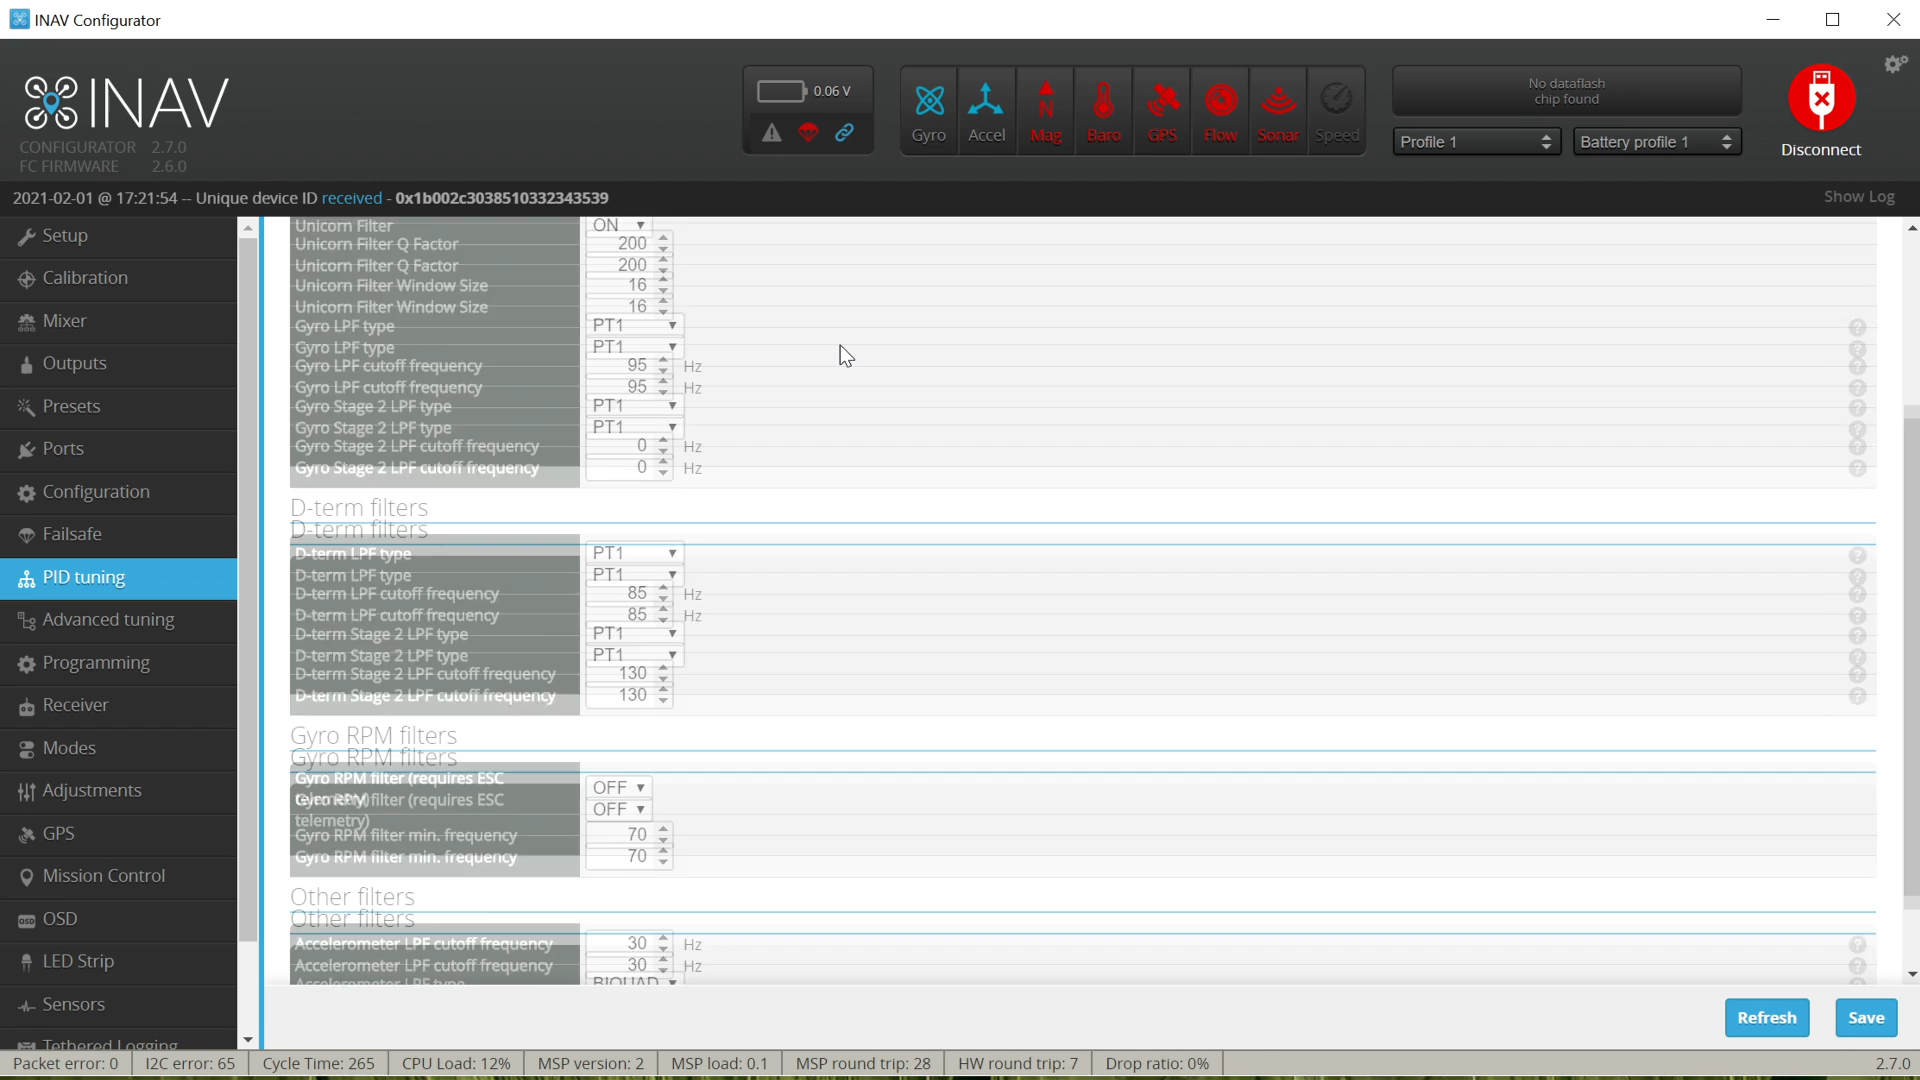 INAV Configurator
INAV
CONFIGURATOR 2.7.0
FC FIRMWARE 2.6.0
0.06 V
Gyro
Accel
Mag
Baro
GPS
Flow
Sonar
Speed
No dataflash
chip found
Profile 1
Battery profile 1
Disconnect
2021-02-01 @ 17:21:54 -- Unique device ID received - 0x1b002c3038510332343539
Show Log
Setup
Calibration
Mixer
Outputs
Presets
Ports
Configuration
Failsafe
PID tuning
Advanced tuning
Programming
Receiver
Modes
Adjustments
GPS
Mission Control
OSD
LED Strip
Sensors
Tethered Logging
Unicorn Filter ON
Unicorn Filter Q Factor 200
Unicorn Filter Q Factor 200
Unicorn Filter Window Size 16
Unicorn Filter Window Size 16
Gyro LPF type PT1
Gyro LPF type PT1
Gyro LPF cutoff frequency 95 Hz
Gyro LPF cutoff frequency 95 Hz
Gyro Stage 2 LPF type PT1
Gyro Stage 2 LPF type PT1
Gyro Stage 2 LPF cutoff frequency 0 Hz
Gyro Stage 2 LPF cutoff frequency 0 Hz
D-term filters
D-term filters
D-term LPF type PT1
D-term LPF type PT1
D-term LPF cutoff frequency 85 Hz
D-term LPF cutoff frequency 85 Hz
D-term Stage 2 LPF type PT1
D-term Stage 2 LPF type PT1
D-term Stage 2 LPF cutoff frequency 130
D-term Stage 2 LPF cutoff frequency 130
Gyro RPM filters
Gyro RPM filters
Gyro RPM filter (requires ESC
telemetry) OFF
Gyro RPM filter (requires ESC
telemetry) OFF
Gyro RPM filter min. frequency 70
Gyro RPM filter min. frequency 70
Other filters
Other filters
Accelerometer LPF cutoff frequency 30 Hz
Accelerometer LPF cutoff frequency 30 Hz
Accelerometer LPF type BIQUAD
Refresh
Save
Packet error: 0
I2C error: 65
Cycle Time: 265
CPU Load: 12%
MSP version: 2
MSP load: 0.1
MSP round trip: 28
HW round trip: 7
Drop ratio: 0%
2.7.0